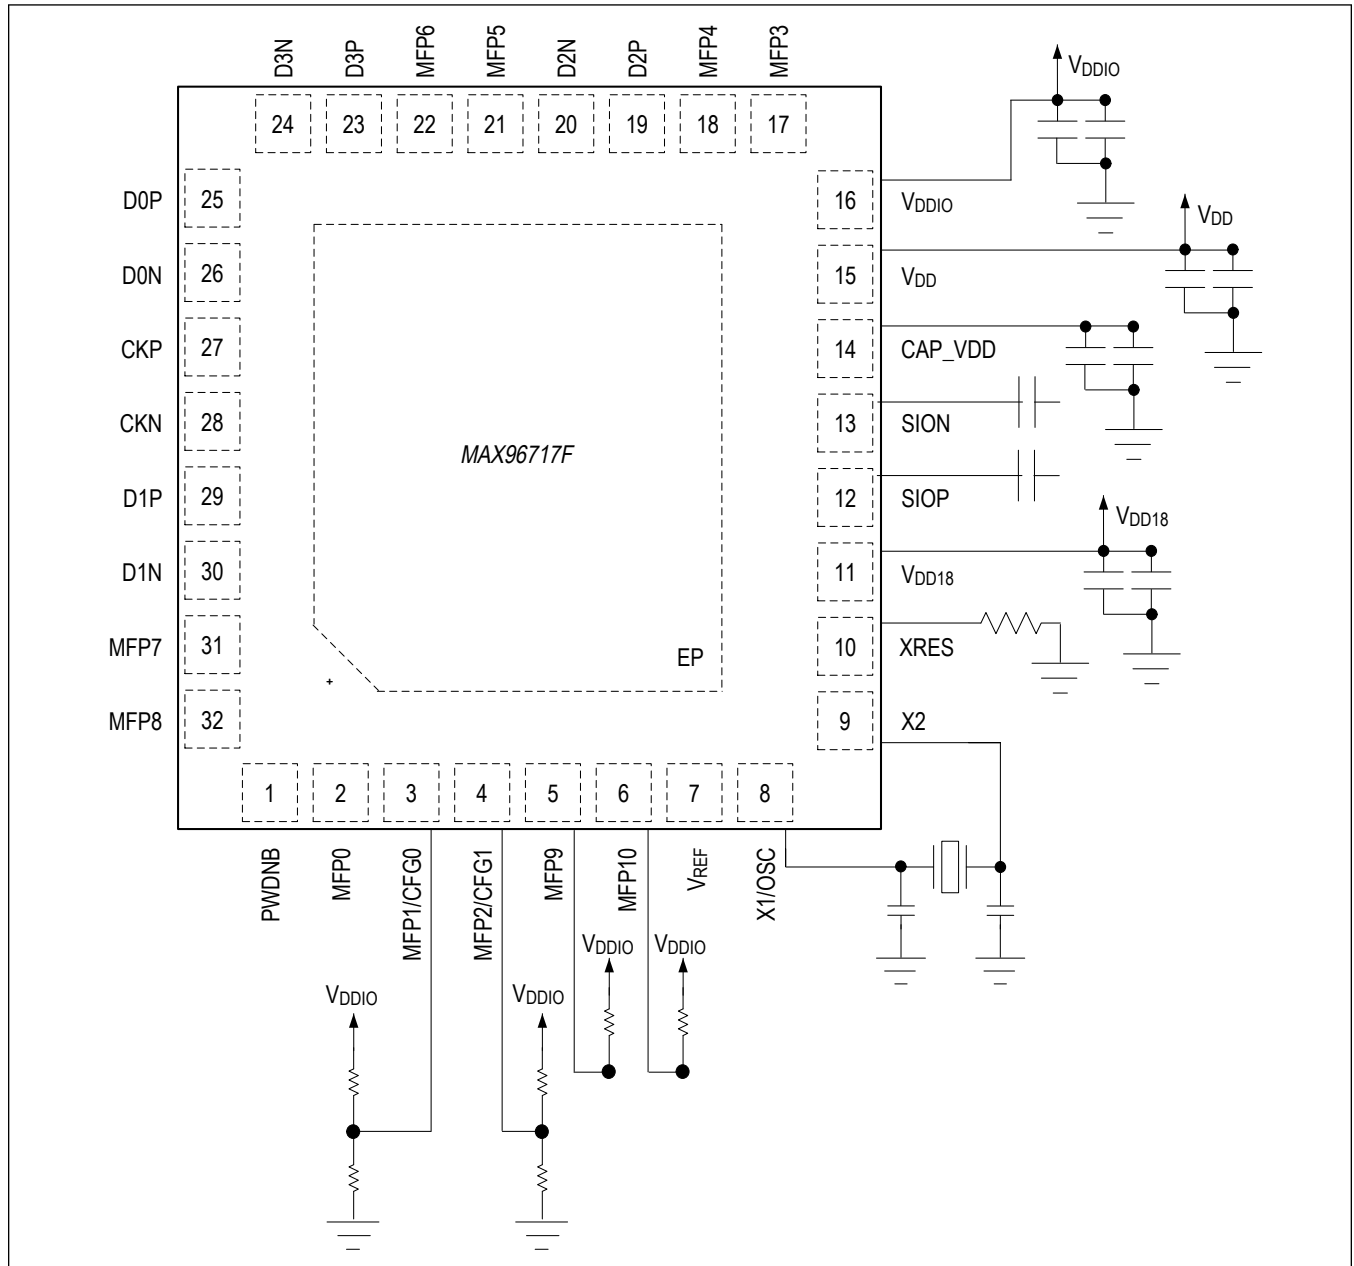 D3N D3P MFP6 MFP5 D2N D2P MFP4 MFP3
VDDIO
24 23 22 21 20 19 18 17
D0P 25
16 VDDIO
VDD
D0N 26
15 VDD
CKP 27
14 CAP_VDD
CKN 28
13 SION
MAX96717F
D1P 29
12 SIOP
VDD18
D1N 30
11 VDD18
MFP7 31
10 XRES
EP
+
MFP8 32
9 X2
1 2 3 4 5 6 7 8
PWDNB MFP0 MFP1/CFG0 MFP2/CFG1 MFP9 MFP10 VREF X1/OSC
VDDIO VDDIO
VDDIO VDDIO